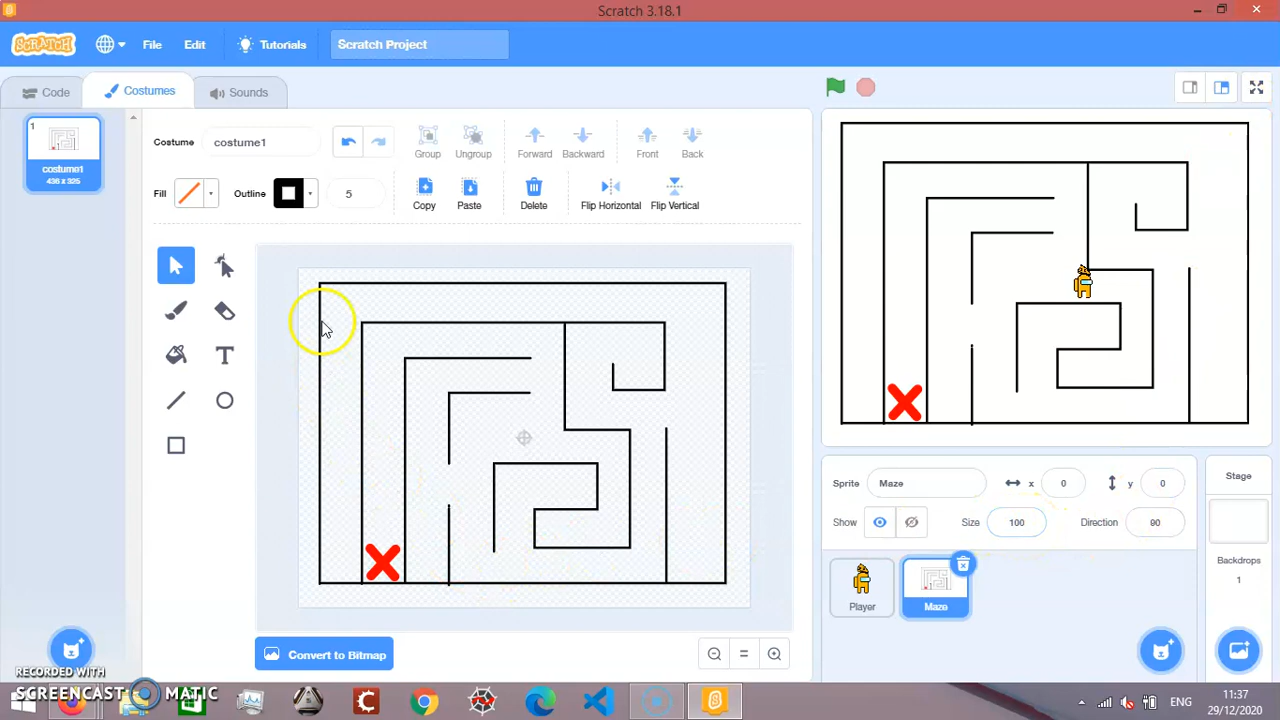 Scratch 3.18.1
SCRATCH File Edit Tutorials Scratch Project
Code Costumes Sounds
1
costume1
436 x 325
Costume costume1 Group Ungroup Forward Backward Front Back
Fill Outline 5 Copy Paste Delete Flip Horizontal Flip Vertical
T
Convert to Bitmap
Sprite Maze x 0 y 0
Show Size 100 Direction 90
Player
Maze
Stage
Backdrops
1
RECORDED WITH
SCREENCAST MATIC
ENG
11:37
29/12/2020